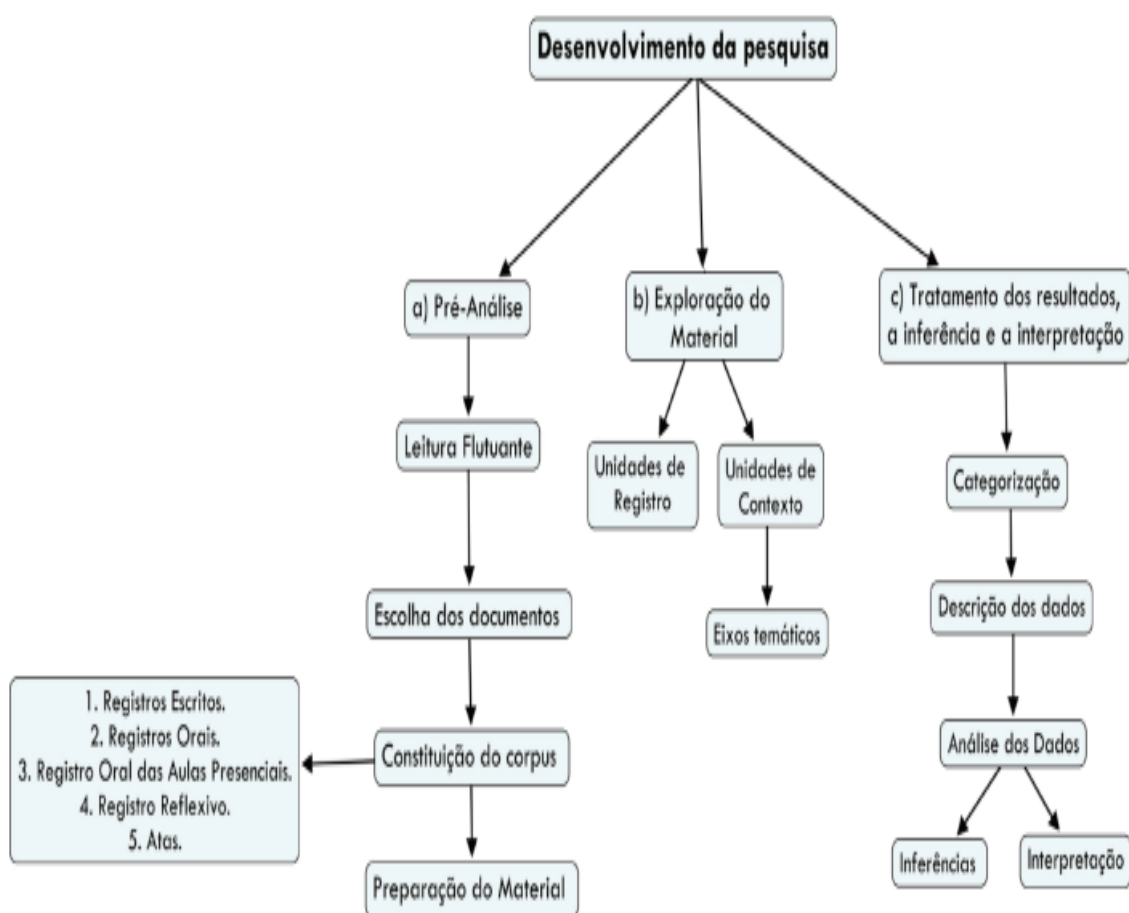 Desenvolvimento da pesquisa
a) Pré-Análise
Leitura Flutuante
Escolha dos documentos
Constituição do corpus
1. Registros Escritos.
2. Registros Orais.
3. Registro Oral das Aulas Presenciais.
4. Registro Reflexivo.
5. Atas.
Preparação do Material
b) Exploração do
Material
Unidades de
Registro
Unidades de
Contexto
Eixos temáticos
c) Tratamento dos resultados,
a inferência e a interpretação
Categorização
Descrição dos dados
Análise dos Dados
Inferências
Interpretação